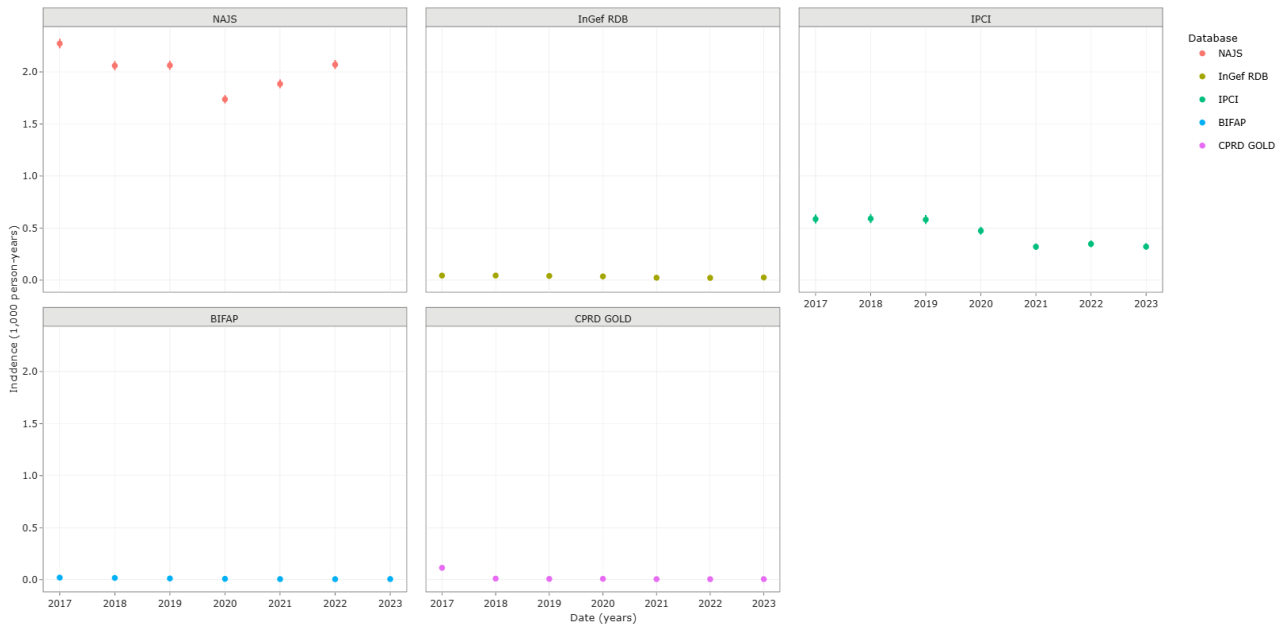 NAJS
InGef RDB
IPCI
Database
NAJS
InGef RDB
IPCI
BIFAP
CPRD GOLD
2.0
1.5
1.0
0.5
0.0
2017 2018 2019 2020 2021 2022 2023
Incidence (1,000 person-years)
BIFAP
CPRD GOLD
2.0
1.5
1.0
0.5
0.0
2017 2018 2019 2020 2021 2022 2023
2017 2018 2019 2020 2021 2022 2023
Date (years)